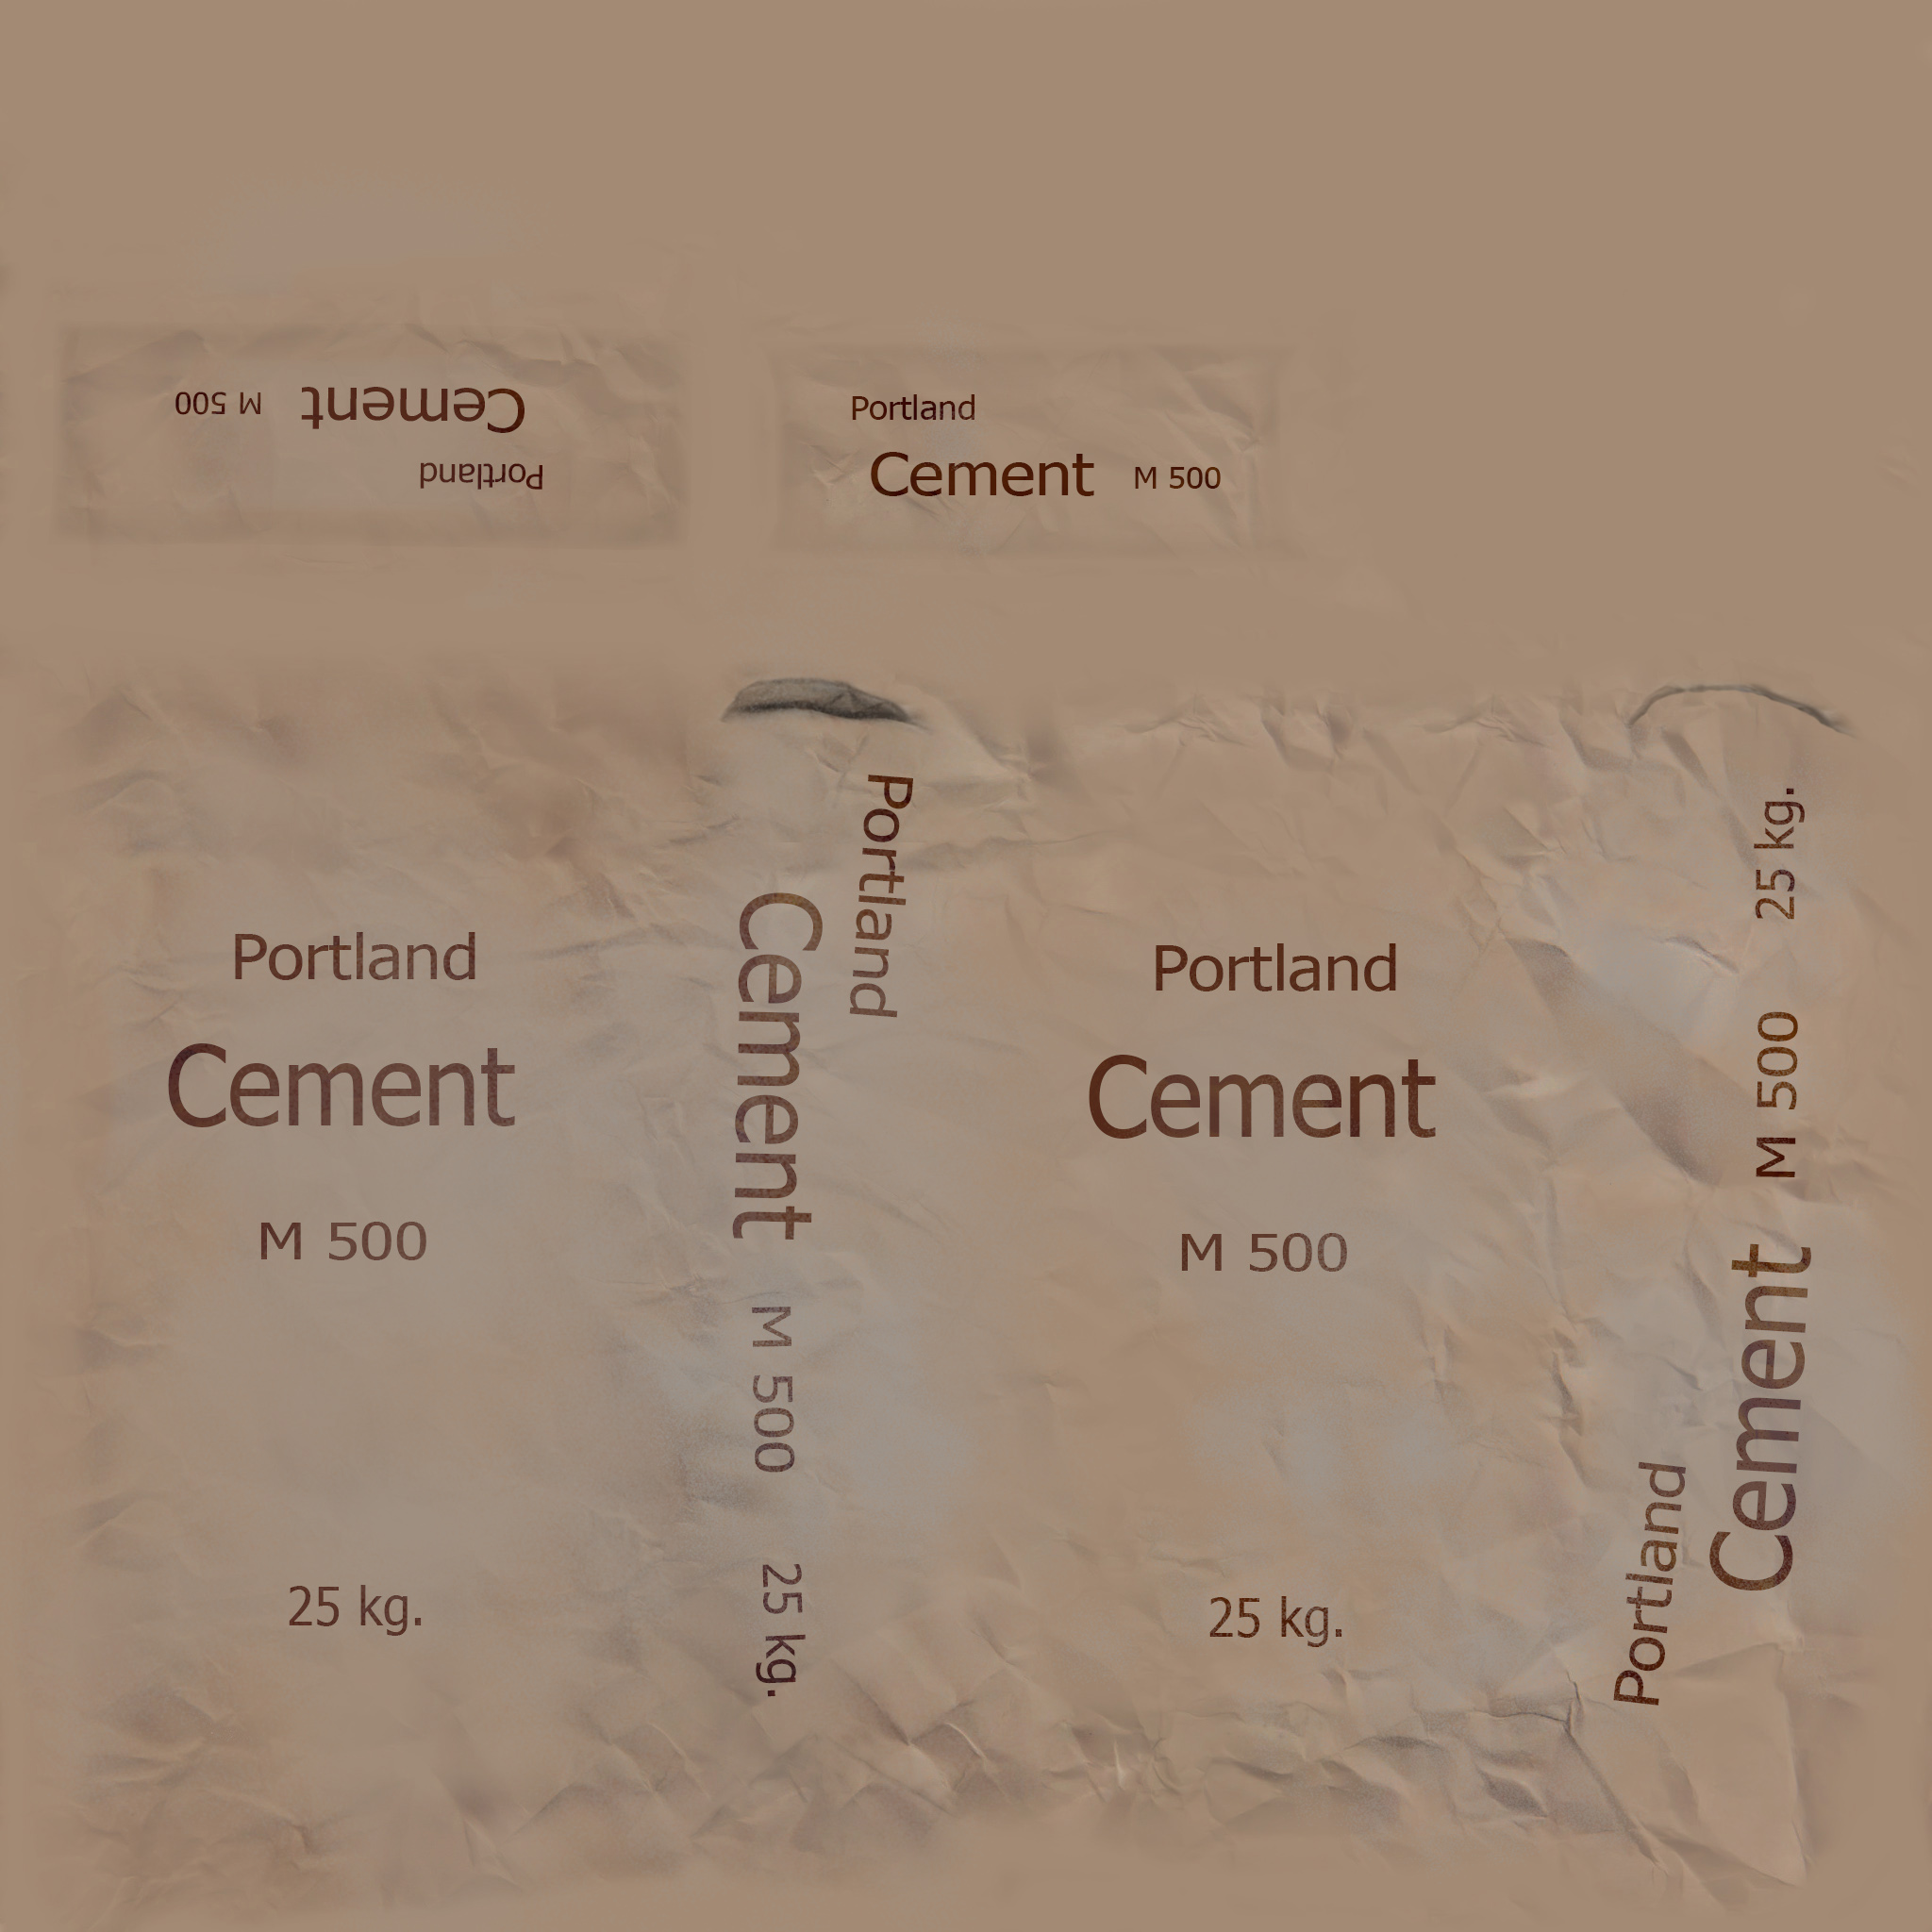 M 500 Cement
Portland
Portland
Cement M 500
Portland
Cement
M 500
25 kg.
Portland
Cement M 500 25 kg.
Portland
Cement
M 500
25 kg.
Portland
Cement M 500 25 kg.